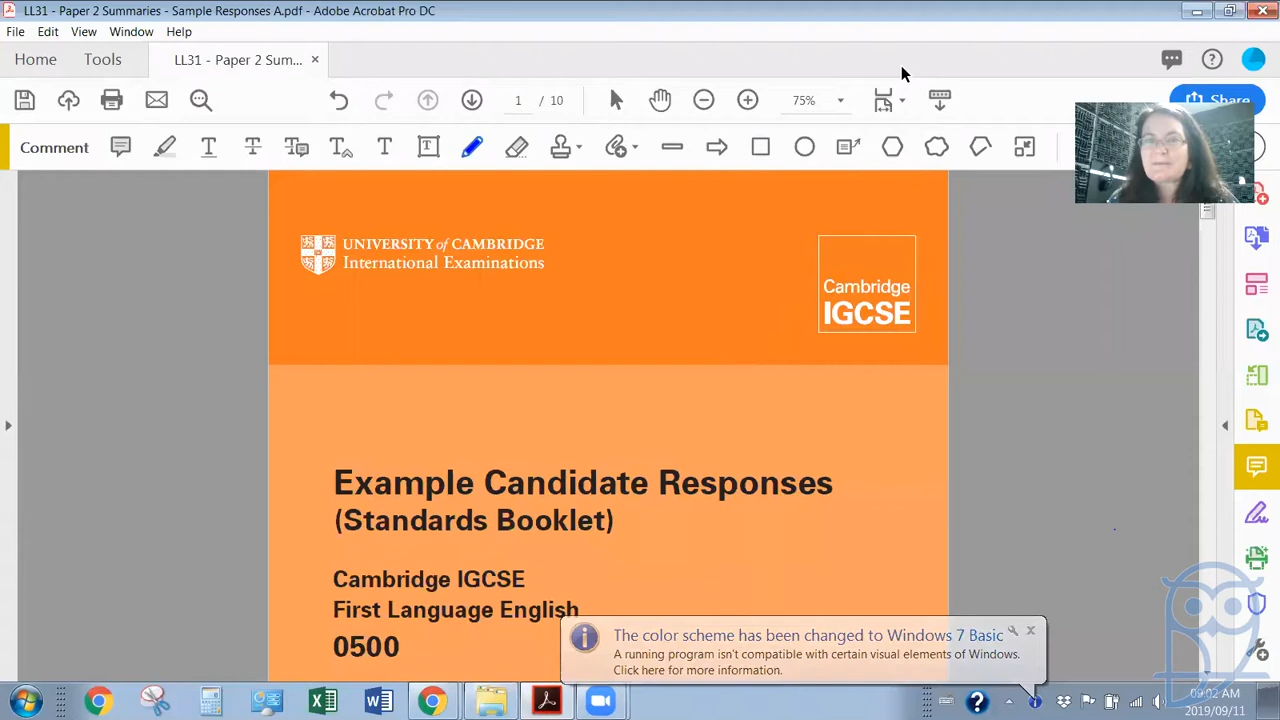 LL31 - Paper 2 Summaries - Sample Responses A.pdf - Adobe Acrobat Pro DC
File Edit View Window Help
Home Tools LL31 - Paper 2 Sum... ×
1 / 10 75%
Share
Comment
UNIVERSITY of CAMBRIDGE
International Examinations
Cambridge
IGCSE
Example Candidate Responses
(Standards Booklet)
Cambridge IGCSE
First Language English
0500
The color scheme has been changed to Windows 7 Basic
A running program isn't compatible with certain visual elements of Windows.
Click here for more information.
09:02 AM
2019/09/11